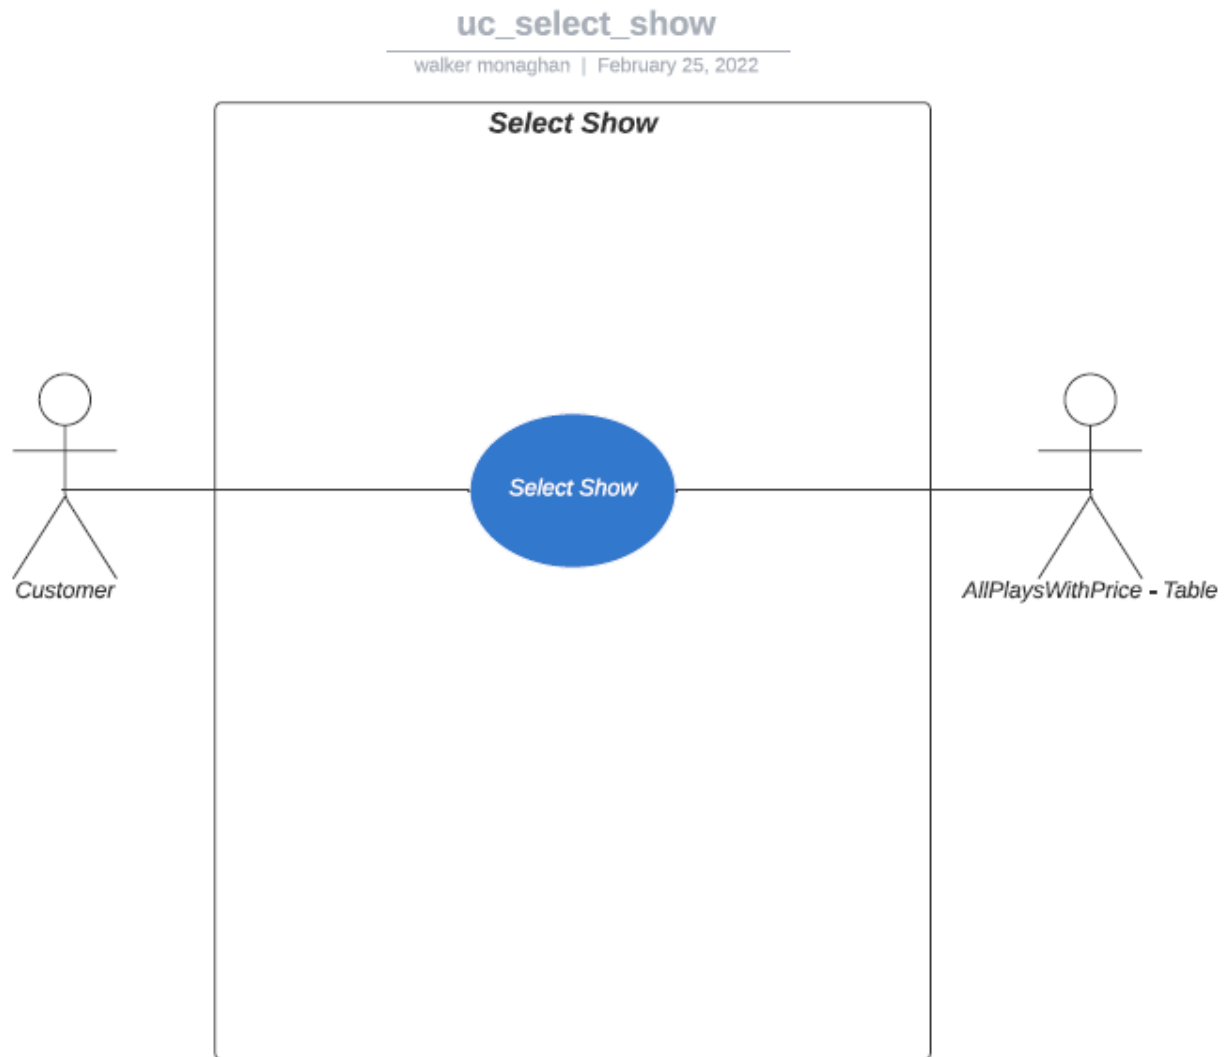 uc_select_show
walker monaghan | February 25, 2022
Select Show
Select Show
Customer
AllPlaysWithPrice - Table